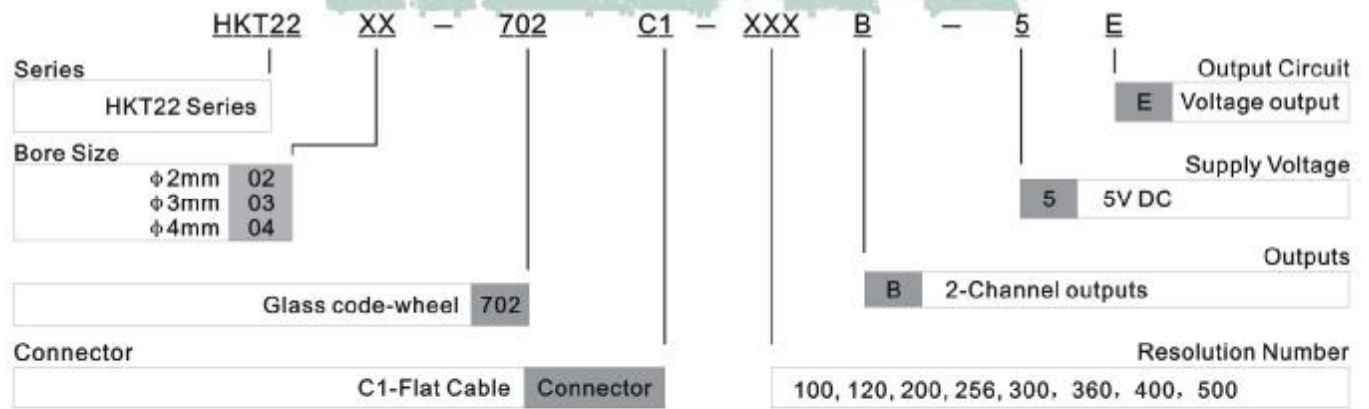 HKT22 XX – 702 C1 – XXX B – 5 E
Series
HKT22 Series
Output Circuit
E Voltage output
Bore Size
ϕ2mm 02
ϕ3mm 03
ϕ4mm 04
Supply Voltage
5 5V DC
Outputs
B 2-Channel outputs
Glass code-wheel 702
Connector
C1-Flat Cable Connector
Resolution Number
100, 120, 200, 256, 300, 360, 400, 500